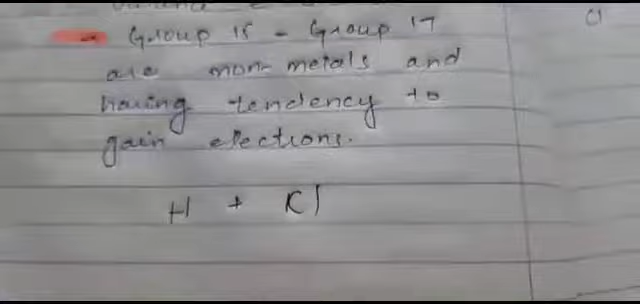 - Group 15 - Group 17
are non-metals and
having tendency to
gain electrons.
H + Cl